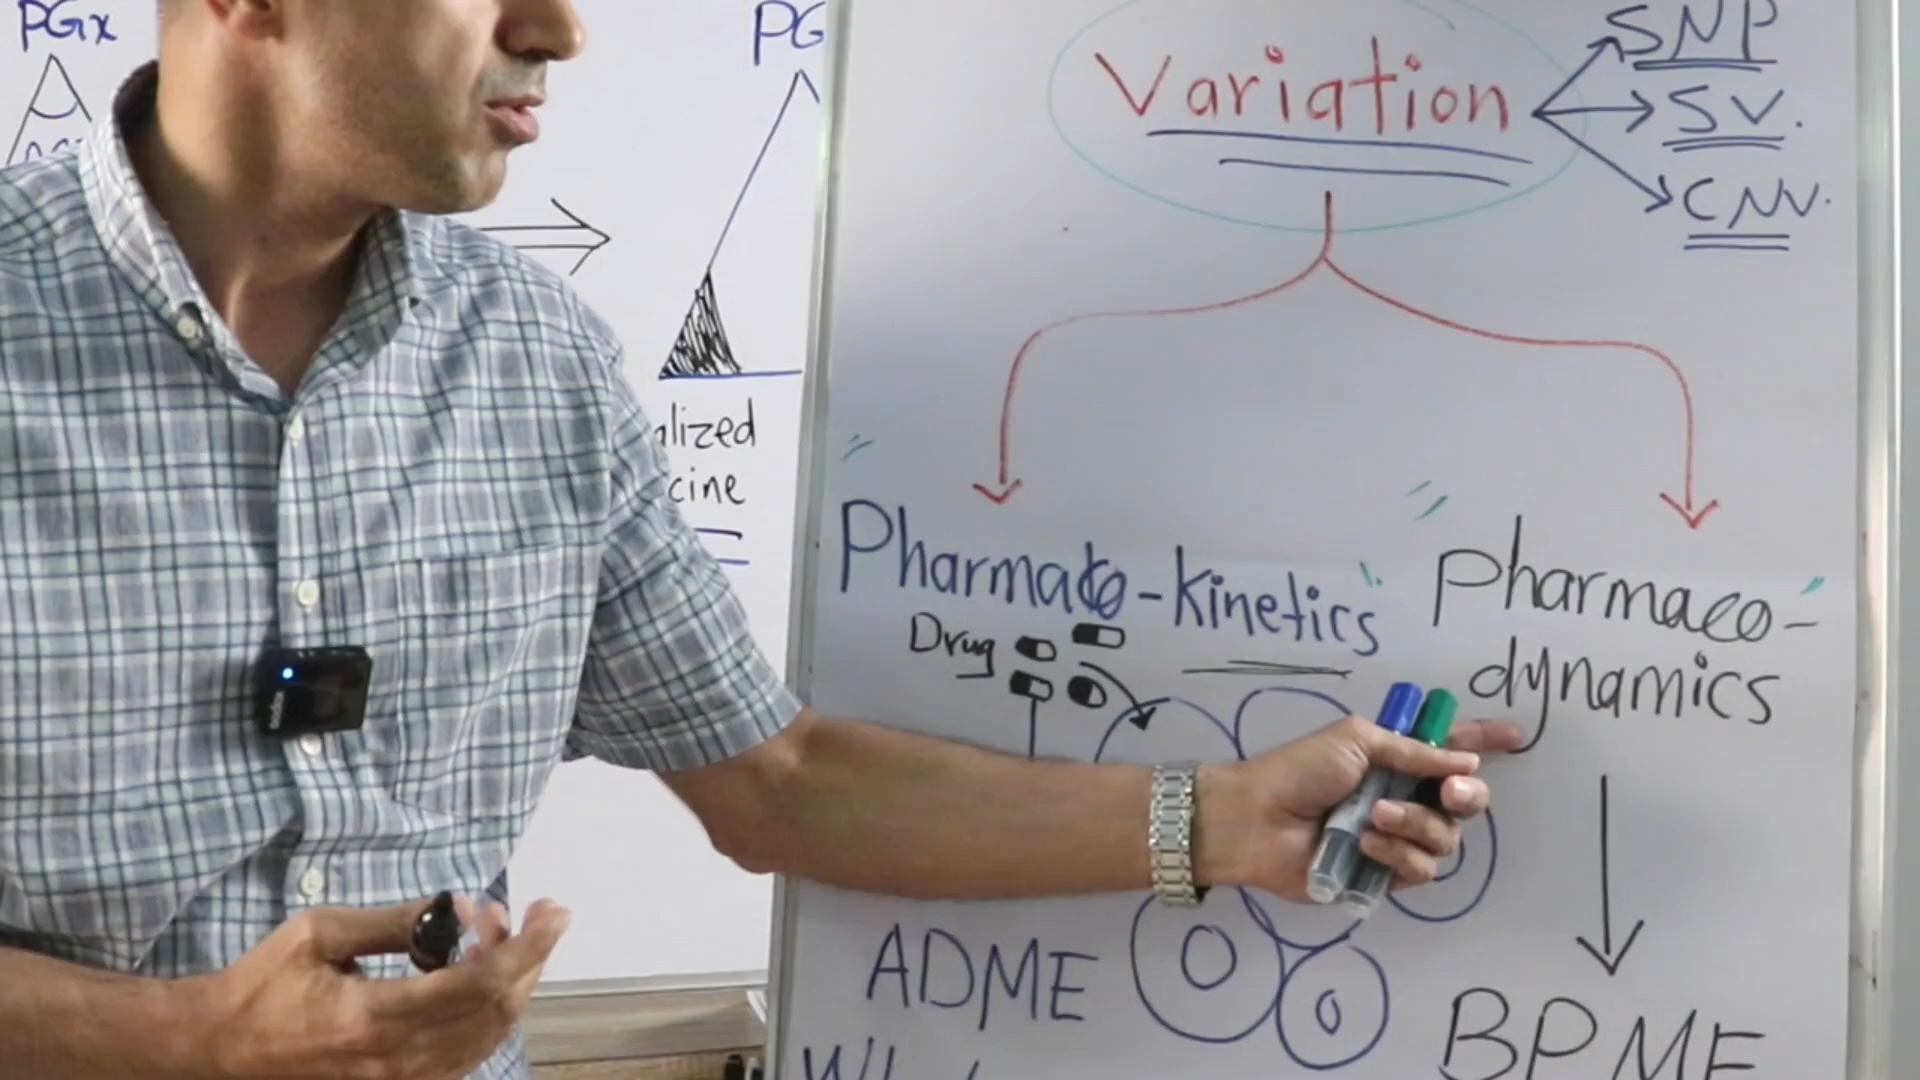 PGx
PG
Variation
SNP
SV.
CNV.
alized
cine
Pharmaco-Kinetics
Drug
pharmaco-
dynamics
ADME
BPME